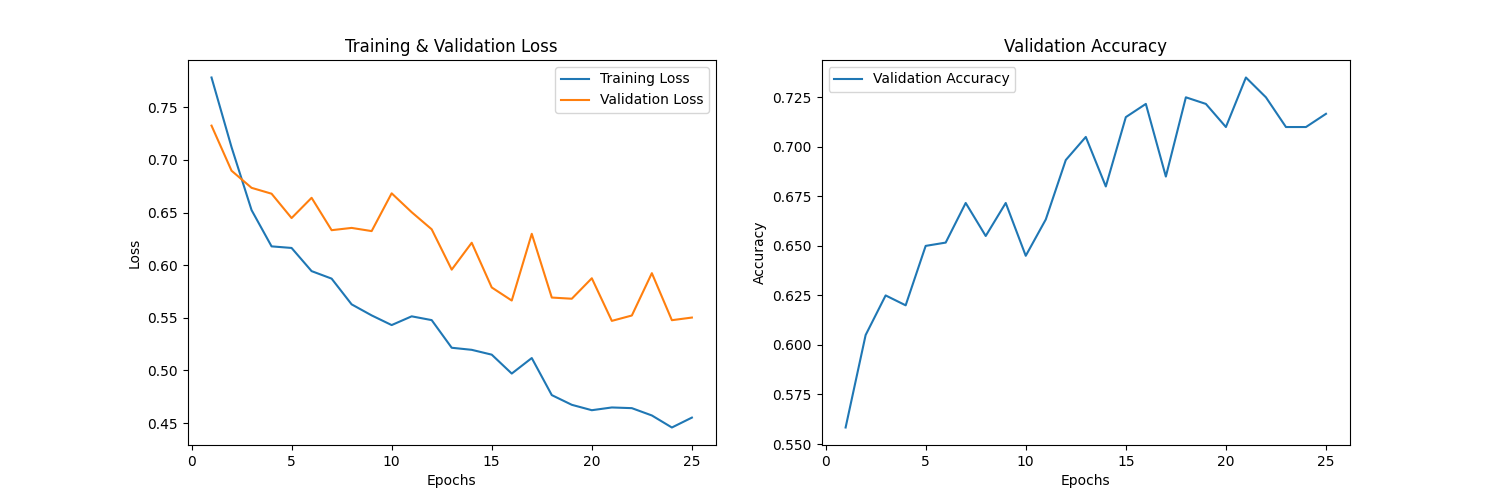 Training & Validation Loss
Training Loss
Validation Loss
0.75
0.70
0.65
0.60
0.55
0.50
0.45
Loss
0 5 10 15 20 25
Epochs
Validation Accuracy
Validation Accuracy
0.725
0.700
0.675
0.650
0.625
0.600
0.575
0.550
Accuracy
0 5 10 15 20 25
Epochs